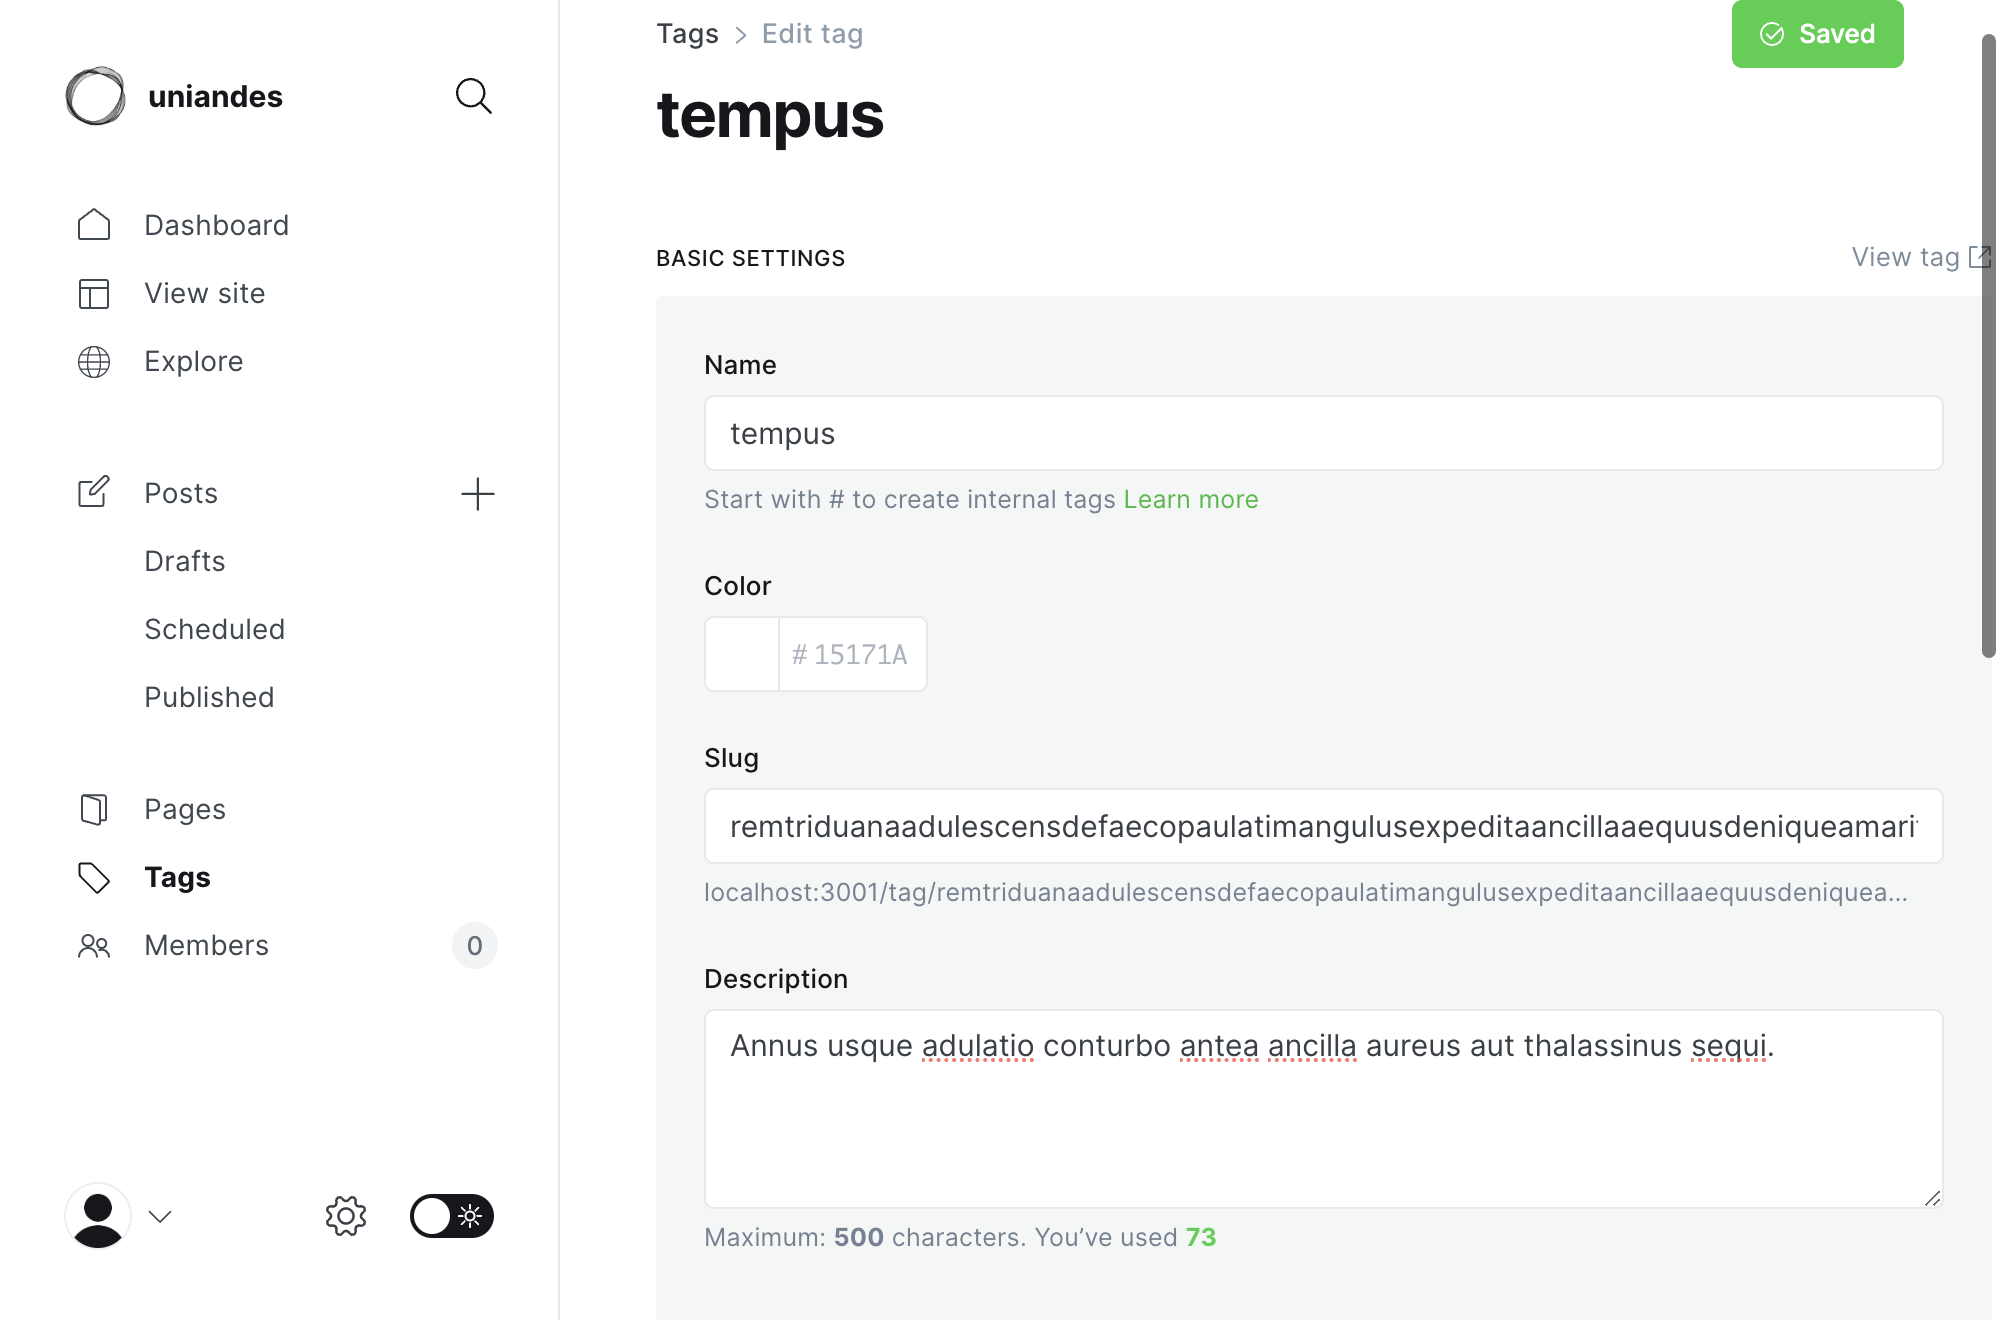 uniandes
Dashboard
View site
Explore
Posts
Drafts
Scheduled
Published
Pages
Tags
Members
0
Tags > Edit tag
Saved
tempus
BASIC SETTINGS
View tag
Name
tempus
Start with # to create internal tags Learn more
Color
# 15171A
Slug
remtriduanaadulescensdefaecopaulatimangulusexpeditaancillaaequusdeniqueamari
localhost:3001/tag/remtriduanaadulescensdefaecopaulatimangulusexpeditaancillaaequusdeniquea...
Description
Annus usque adulatio conturbo antea ancilla aureus aut thalassinus sequi.
Maximum: 500 characters. You’ve used 73